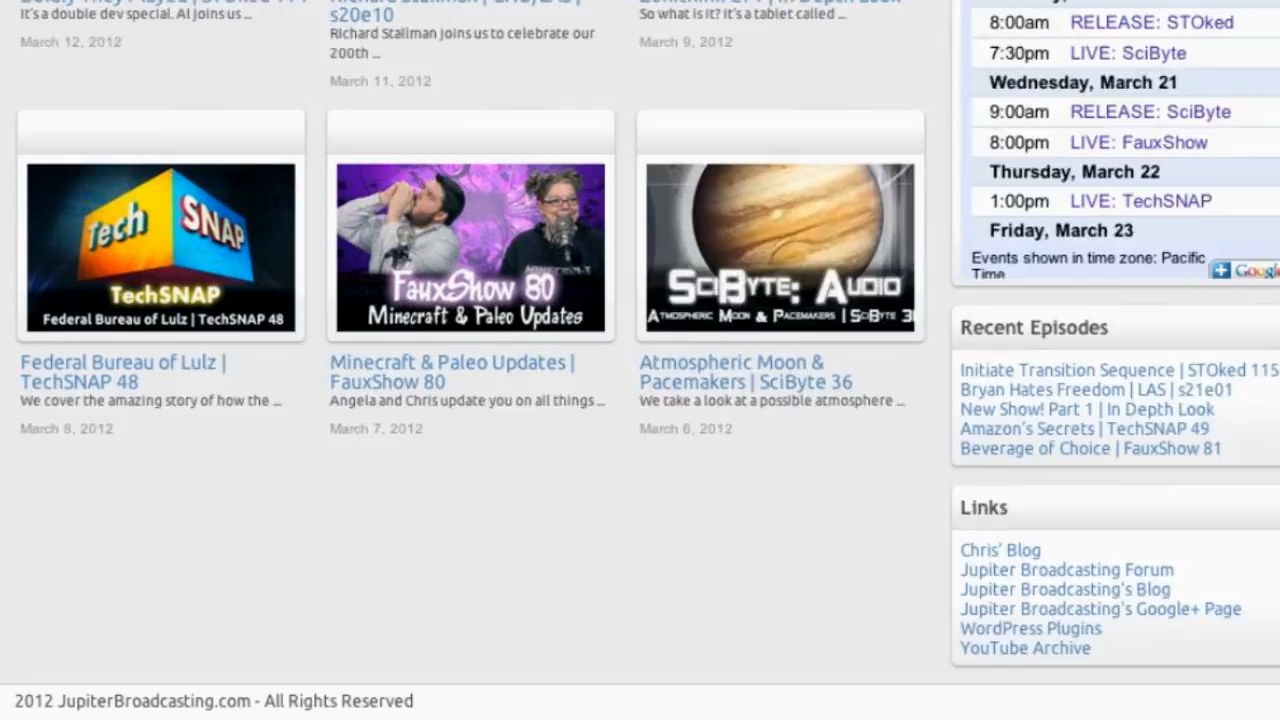 s20e10
It's a double dev special. Al joins us ...
Richard Stallman joins us to celebrate our
200th ...
So what is it? It's a tablet called ...
March 12, 2012
March 11, 2012
March 9, 2012
Tech SNAP
TechSNAP
Federal Bureau of Lulz | TechSNAP 48
Federal Bureau of Lulz |
TechSNAP 48
We cover the amazing story of how the ...
March 8, 2012
MINECRAFT
FauxShow 80
Minecraft & Paleo Updates
Minecraft & Paleo Updates |
FauxShow 80
Angela and Chris update you on all things ...
March 7, 2012
SciByte: Audio
Atmospheric Moon & Pacemakers | SciByte 36
Atmospheric Moon &
Pacemakers | SciByte 36
We take a look at a possible atmosphere ...
March 6, 2012
8:00am RELEASE: STOked
7:30pm LIVE: SciByte
Wednesday, March 21
9:00am RELEASE: SciByte
8:00pm LIVE: FauxShow
Thursday, March 22
1:00pm LIVE: TechSNAP
Friday, March 23
Events shown in time zone: Pacific
Time
Google
Recent Episodes
Initiate Transition Sequence | STOked 115
Bryan Hates Freedom | LAS | s21e01
New Show! Part 1 | In Depth Look
Amazon's Secrets | TechSNAP 49
Beverage of Choice | FauxShow 81
Links
Chris' Blog
Jupiter Broadcasting Forum
Jupiter Broadcasting's Blog
Jupiter Broadcasting's Google+ Page
WordPress Plugins
YouTube Archive
2012 JupiterBroadcasting.com - All Rights Reserved